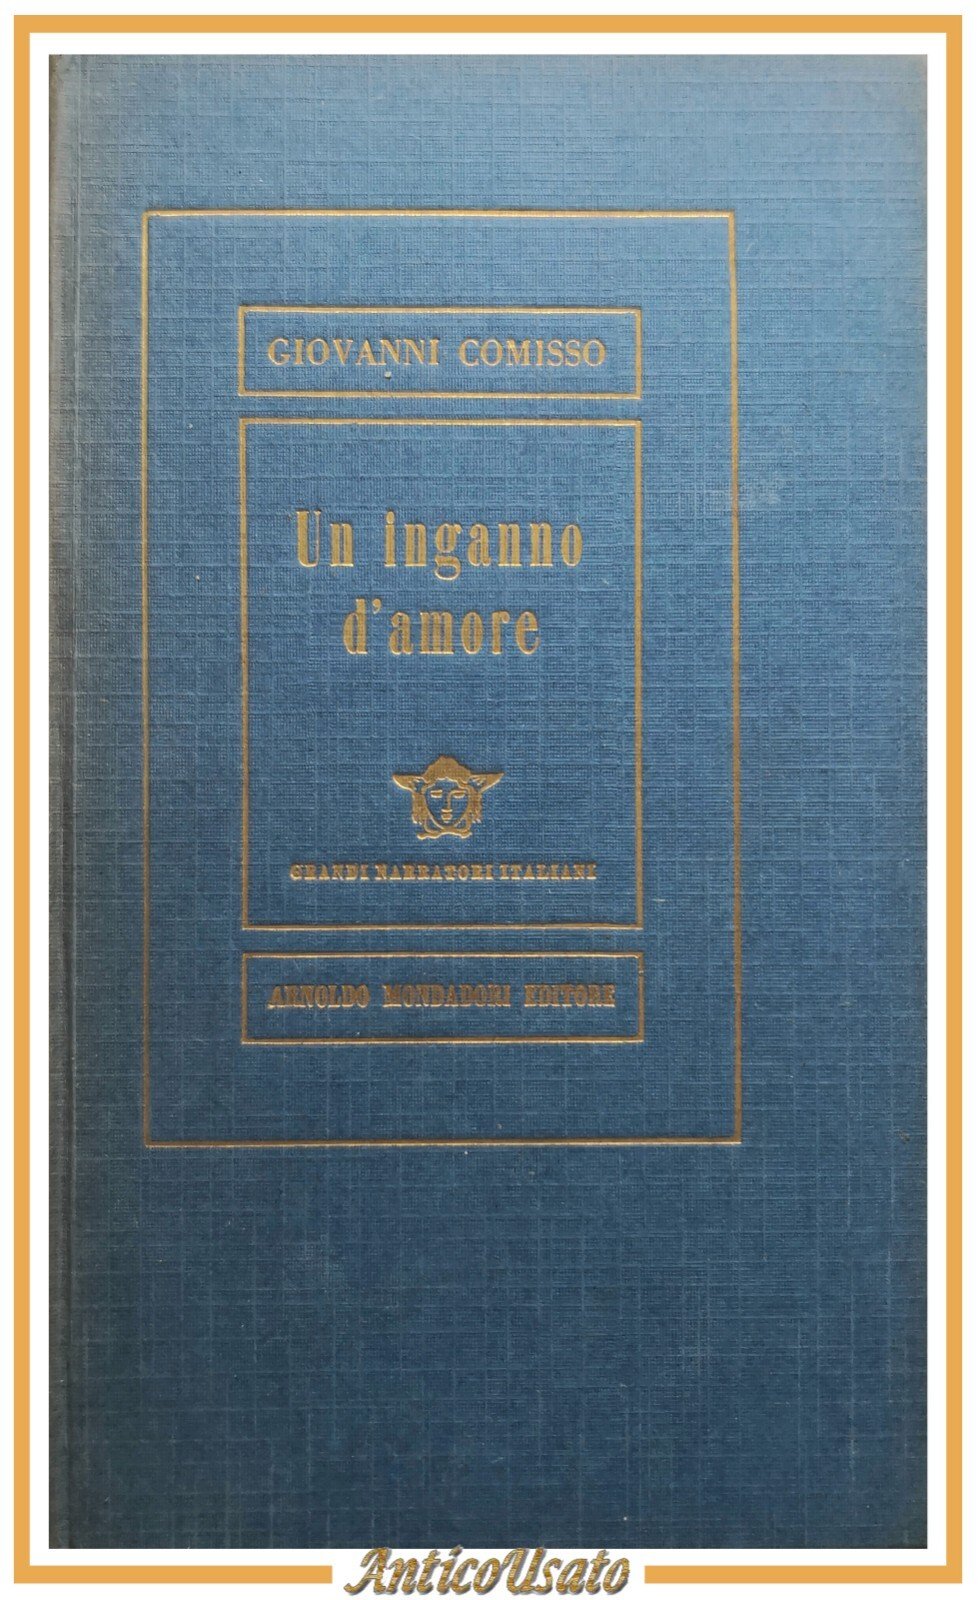 GIOVANNI COMISSO
Un inganno
d'amore
GRANDI NARRATORI ITALIANI
ARNOLDO MONDADORI EDITORE
AnticoUsato